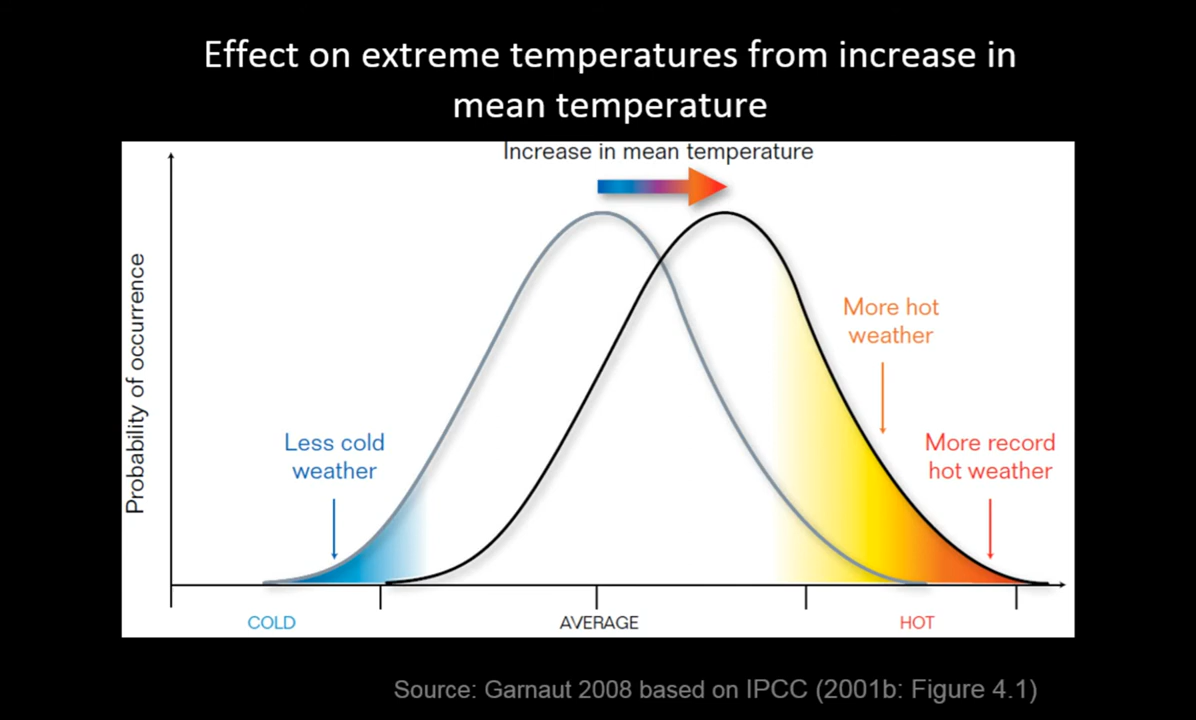 Effect on extreme temperatures from increase in
mean temperature
Increase in mean temperature
Probability of occurrence
More hot
weather
Less cold
weather
More record
hot weather
COLD
AVERAGE
HOT
Source: Garnaut 2008 based on IPCC (2001b: Figure 4.1)